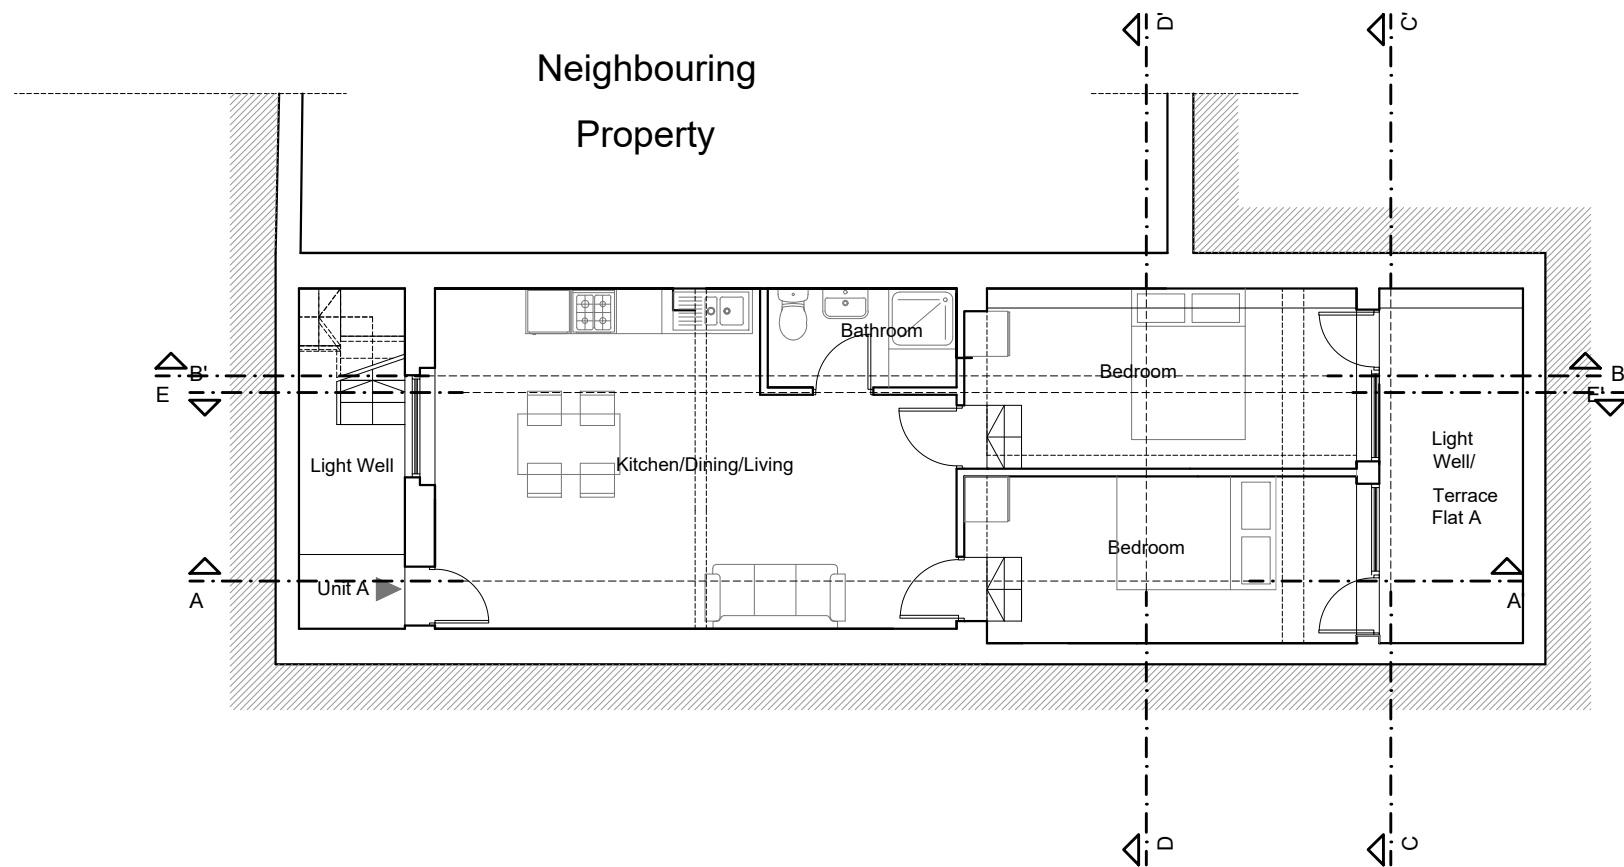 D'
C'
Neighbouring
Property
Bathroom
B'
Bedroom
B
E
E'
Light Well
Kitchen/Dining/Living
Light
Well/
Terrace
Flat A
Bedroom
Unit A
A
A
D
C